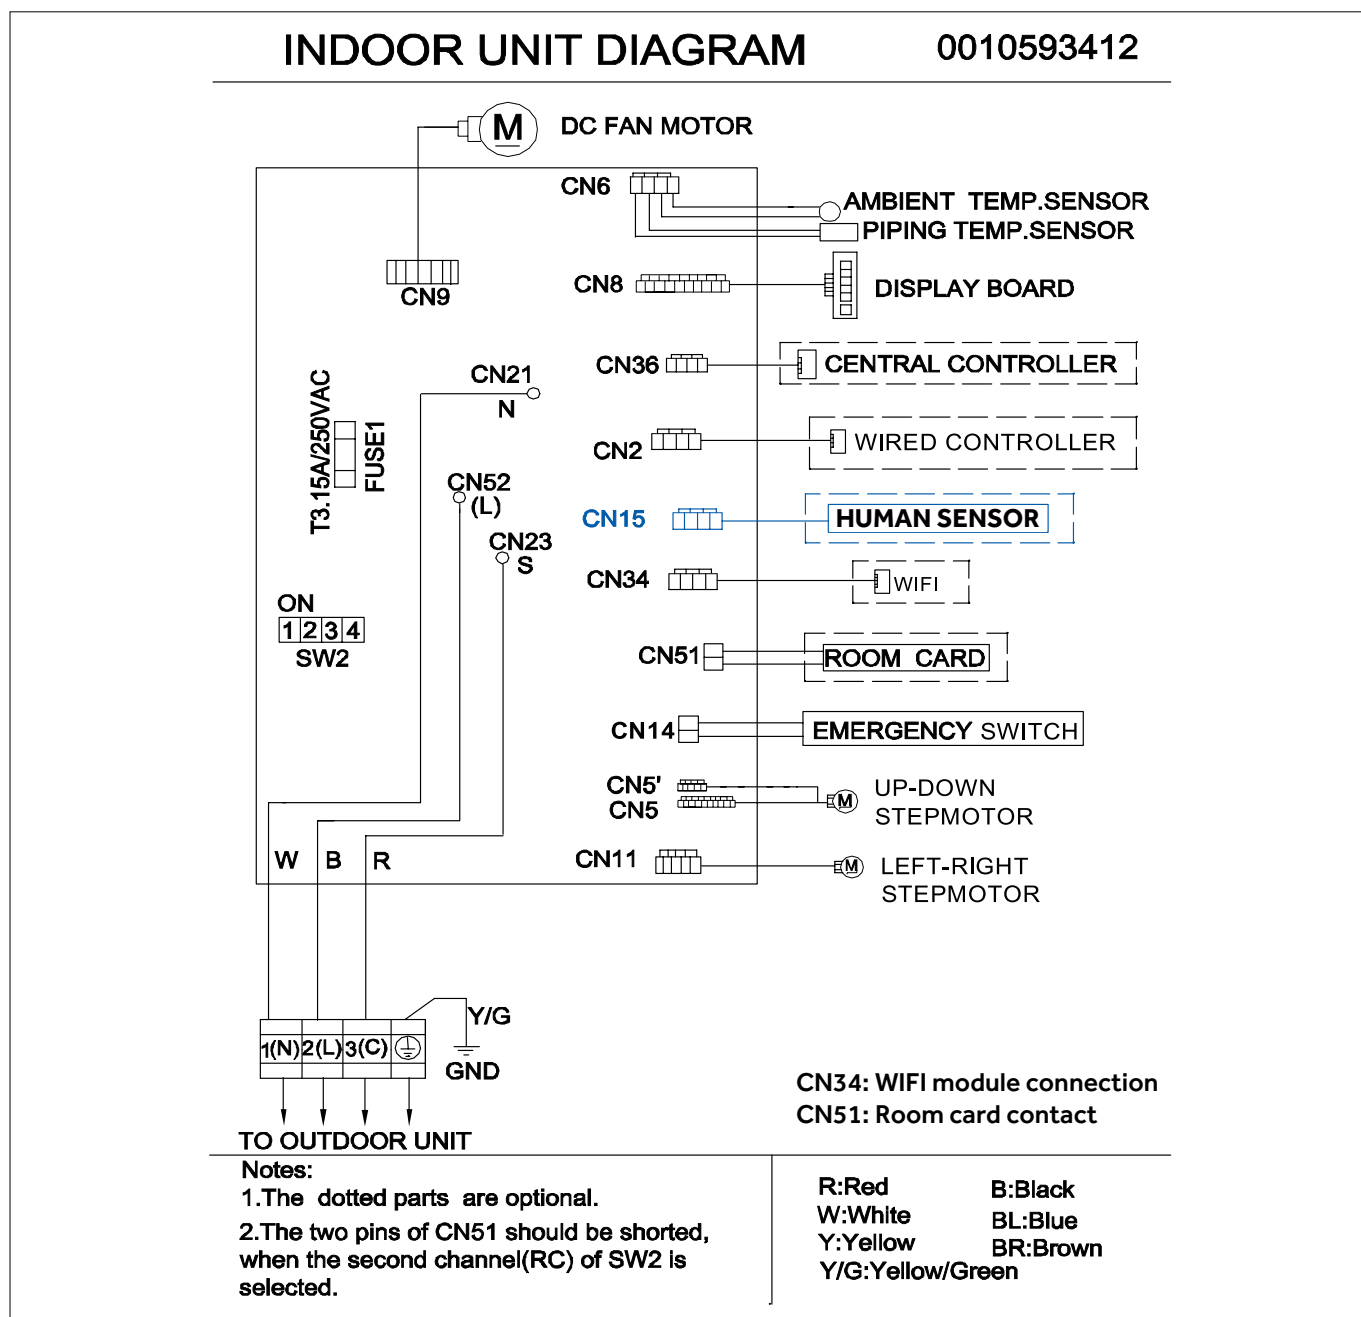 INDOOR UNIT DIAGRAM 0010593412
M DC FAN MOTOR
CN6
AMBIENT TEMP.SENSOR
PIPING TEMP.SENSOR
CN9
CN8 DISPLAY BOARD
CN36 CENTRAL CONTROLLER
CN21
N
T3.15A/250VAC
FUSE1
CN2 WIRED CONTROLLER
CN52
(L)
CN15 HUMAN SENSOR
CN23
S
CN34 WIFI
ON
1 2 3 4
SW2
CN51 ROOM CARD
CN14 EMERGENCY SWITCH
CN5'
CN5
M UP-DOWN
STEPMOTOR
W B R
CN11 M LEFT-RIGHT
STEPMOTOR
Y/G
1(N) 2(L) 3(C)
GND
TO OUTDOOR UNIT
CN34: WIFI module connection
CN51: Room card contact
Notes:
1.The dotted parts are optional.
2.The two pins of CN51 should be shorted,
when the second channel(RC) of SW2 is
selected.
R:Red B:Black
W:White BL:Blue
Y:Yellow BR:Brown
Y/G:Yellow/Green